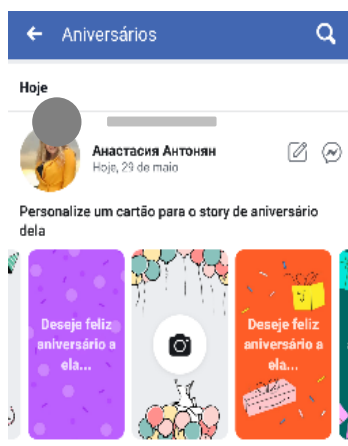 Aniversários
Hoje
Анастасия Антонян
Hoje, 29 de maio
Personalize um cartão para o story de aniversário
dela
Deseje feliz
aniversário a
ela...
Deseje feliz
aniversário a
ela...